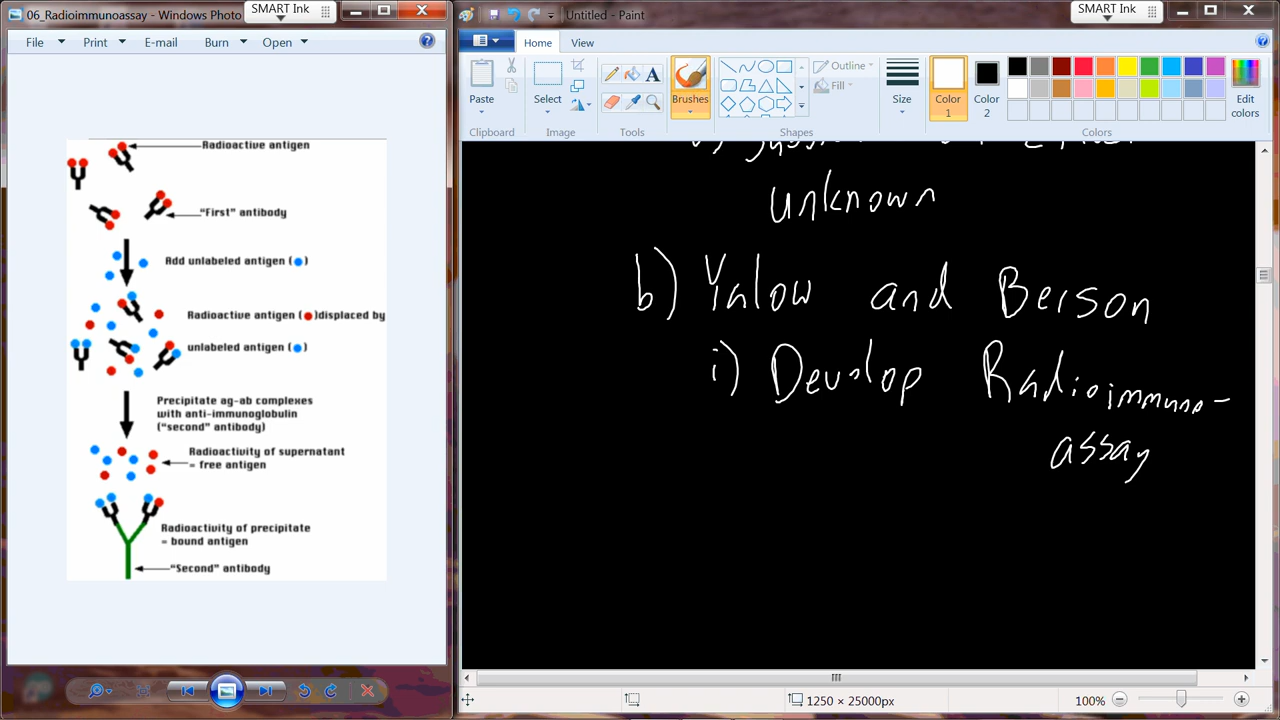 06_Radioimmunoassay - Windows Photo
SMART Ink
File
Print
E-mail
Burn
Open
Radioactive antigen
"First" antibody
Add unlabeled antigen ( )
Radioactive antigen ( )displaced by
unlabeled antigen ( )
Precipitate ag-ab complexes
with anti-immunoglobulin
("second" antibody)
Radioactivity of supernatant
= free antigen
Radioactivity of precipitate
= bound antigen
"Second" antibody
Untitled - Paint
SMART Ink
Home
View
Paste
Select
Brushes
Outline
Fill
Size
Color
1
Color
2
Edit
colors
Clipboard
Image
Tools
Shapes
Colors
unknown
b) Yalow and Berson
i) Develop Radioimmuno-
assay
1250 × 25000px
100%